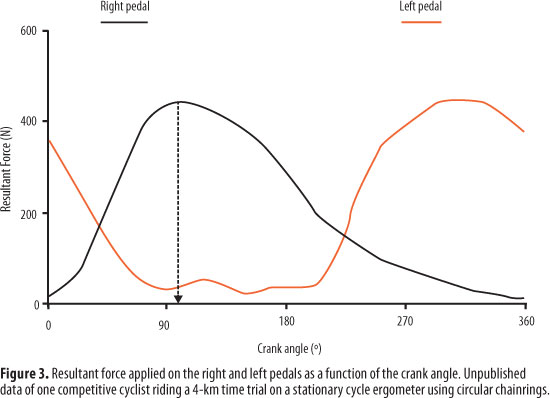 Right pedal
Left pedal
600
400
200
0
Resultant Force (N)
0
90
180
270
360
Crank angle (º)
Figure 3. Resultant force applied on the right and left pedals as a function of the crank angle. Unpublished
data of one competitive cyclist riding a 4-km time trial on a stationary cycle ergometer using circular chainrings.